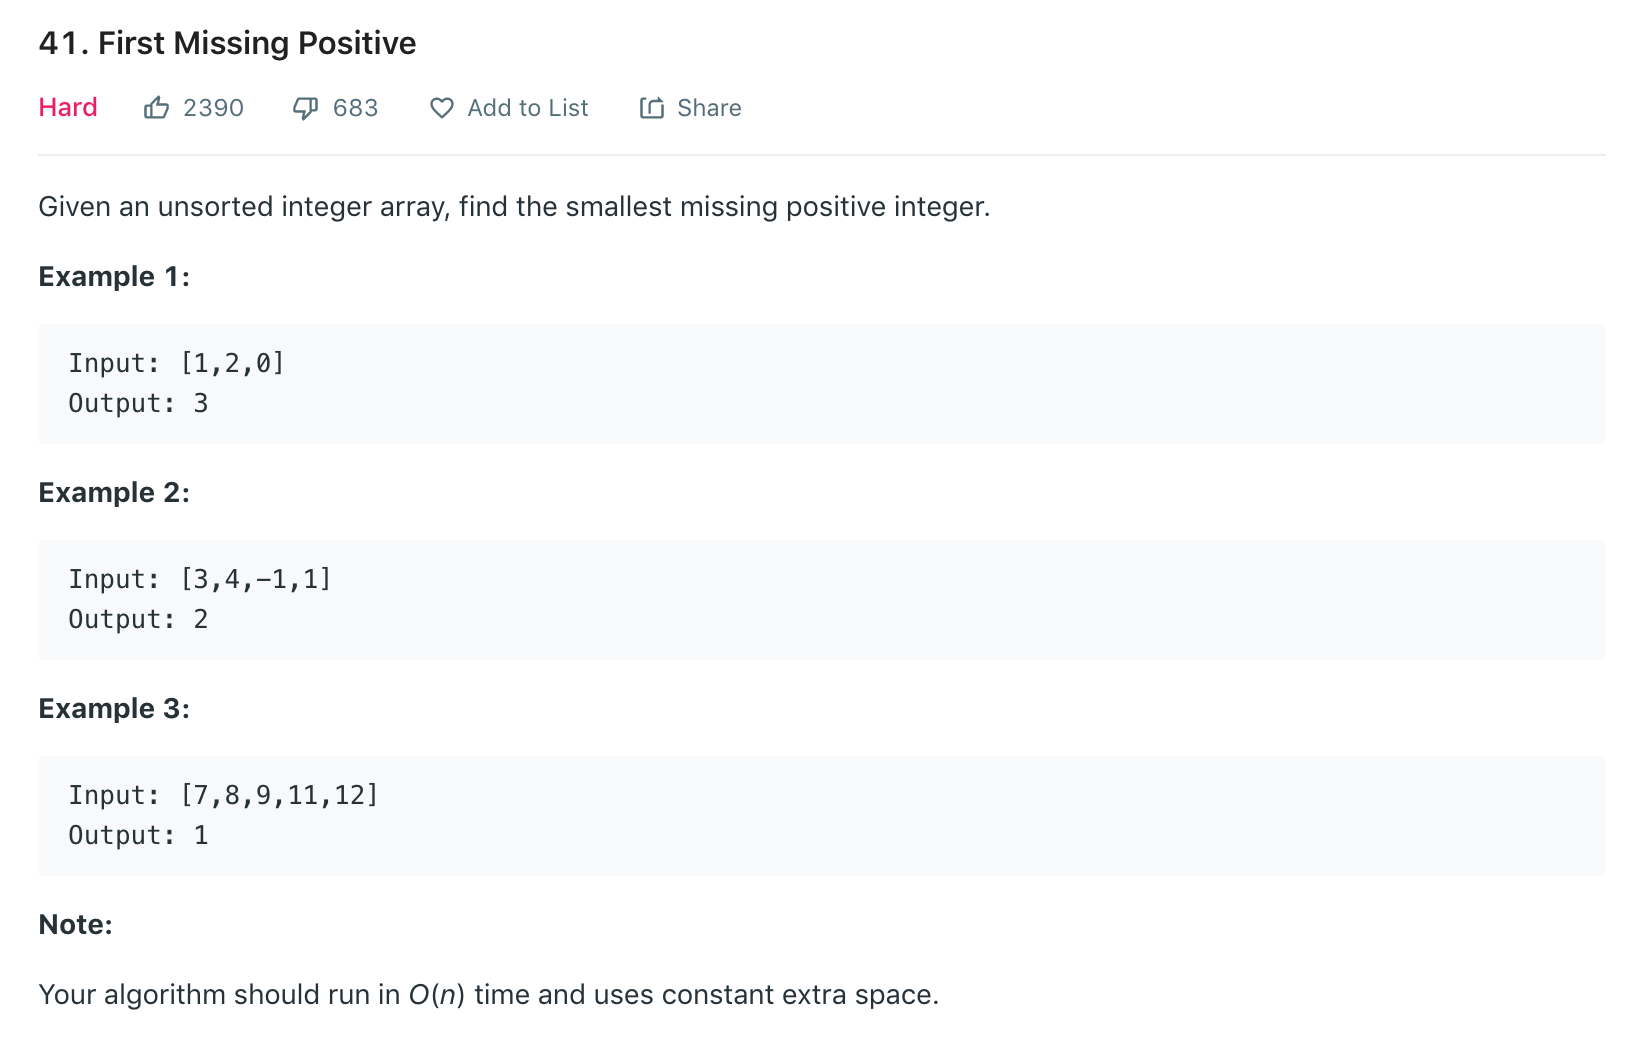 41. First Missing Positive
Hard 2390 683 Add to List Share
Given an unsorted integer array, find the smallest missing positive integer.
Example 1:
Input: [1,2,0]
Output: 3
Example 2:
Input: [3,4,−1,1]
Output: 2
Example 3:
Input: [7,8,9,11,12]
Output: 1
Note:
Your algorithm should run in O(n) time and uses constant extra space.